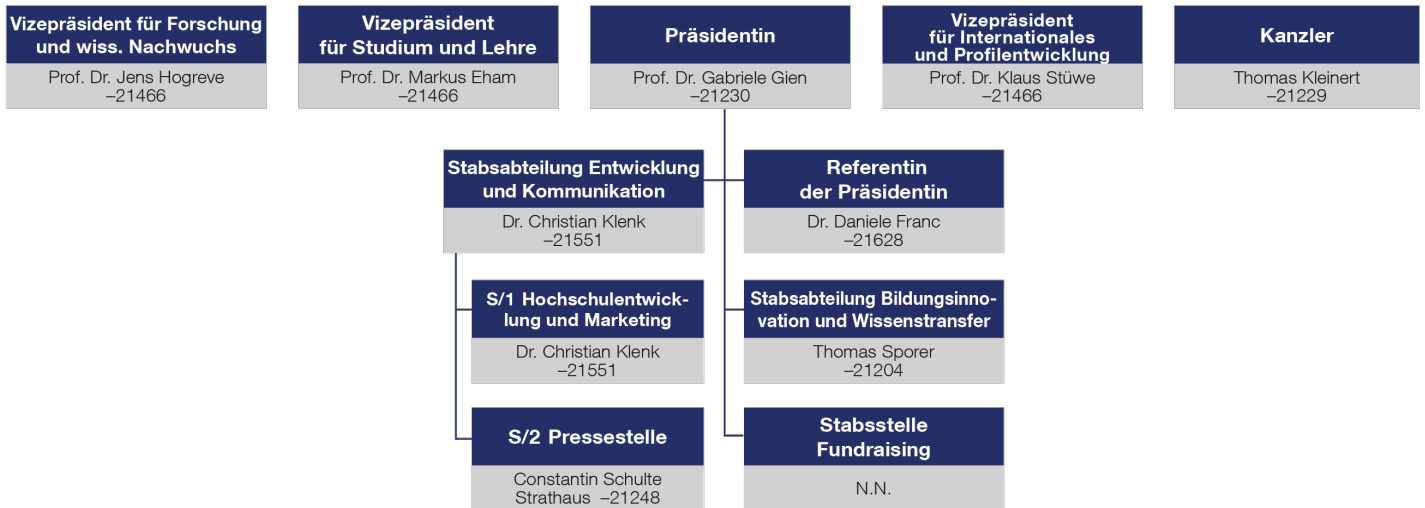 Vizepräsident für Forschung
und wiss. Nachwuchs
Prof. Dr. Jens Hogreve
–21466
Vizepräsident
für Studium und Lehre
Prof. Dr. Markus Eham
–21466
Präsidentin
Prof. Dr. Gabriele Gien
–21230
Vizepräsident
für Internationales
und Profilentwicklung
Prof. Dr. Klaus Stüwe
–21466
Kanzler
Thomas Kleinert
–21229
Stabsabteilung Entwicklung
und Kommunikation
Dr. Christian Klenk
–21551
Referentin
der Präsidentin
Dr. Daniele Franc
–21628
S/1 Hochschulentwick-
lung und Marketing
Dr. Christian Klenk
–21551
Stabsabteilung Bildungsinno-
vation und Wissenstransfer
Thomas Sporer
–21204
S/2 Pressestelle
Constantin Schulte
Strathaus –21248
Stabsstelle
Fundraising
N.N.